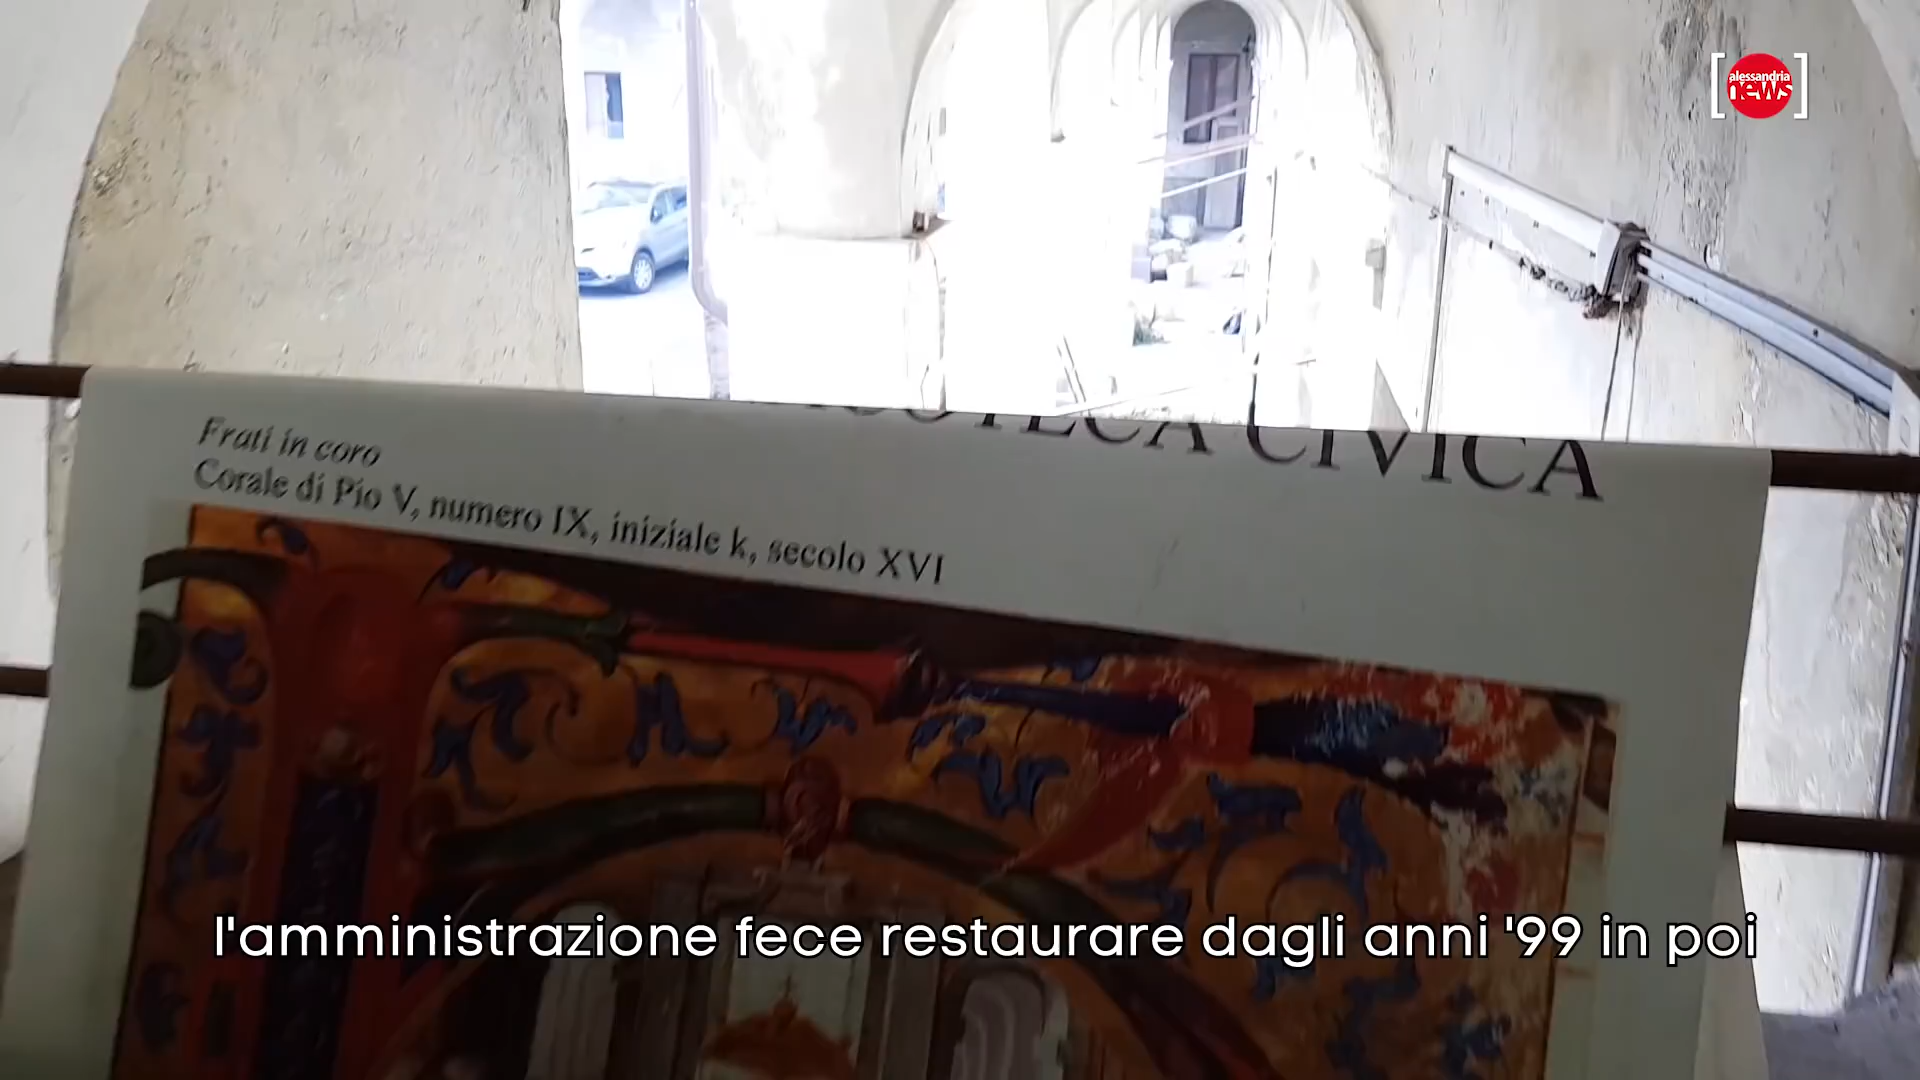 alessandria
news
COTECA CIVICA
Frati in coro
Corale di Pio V, numero IX, iniziale k, secolo XVI
l'amministrazione fece restaurare dagli anni '99 in poi